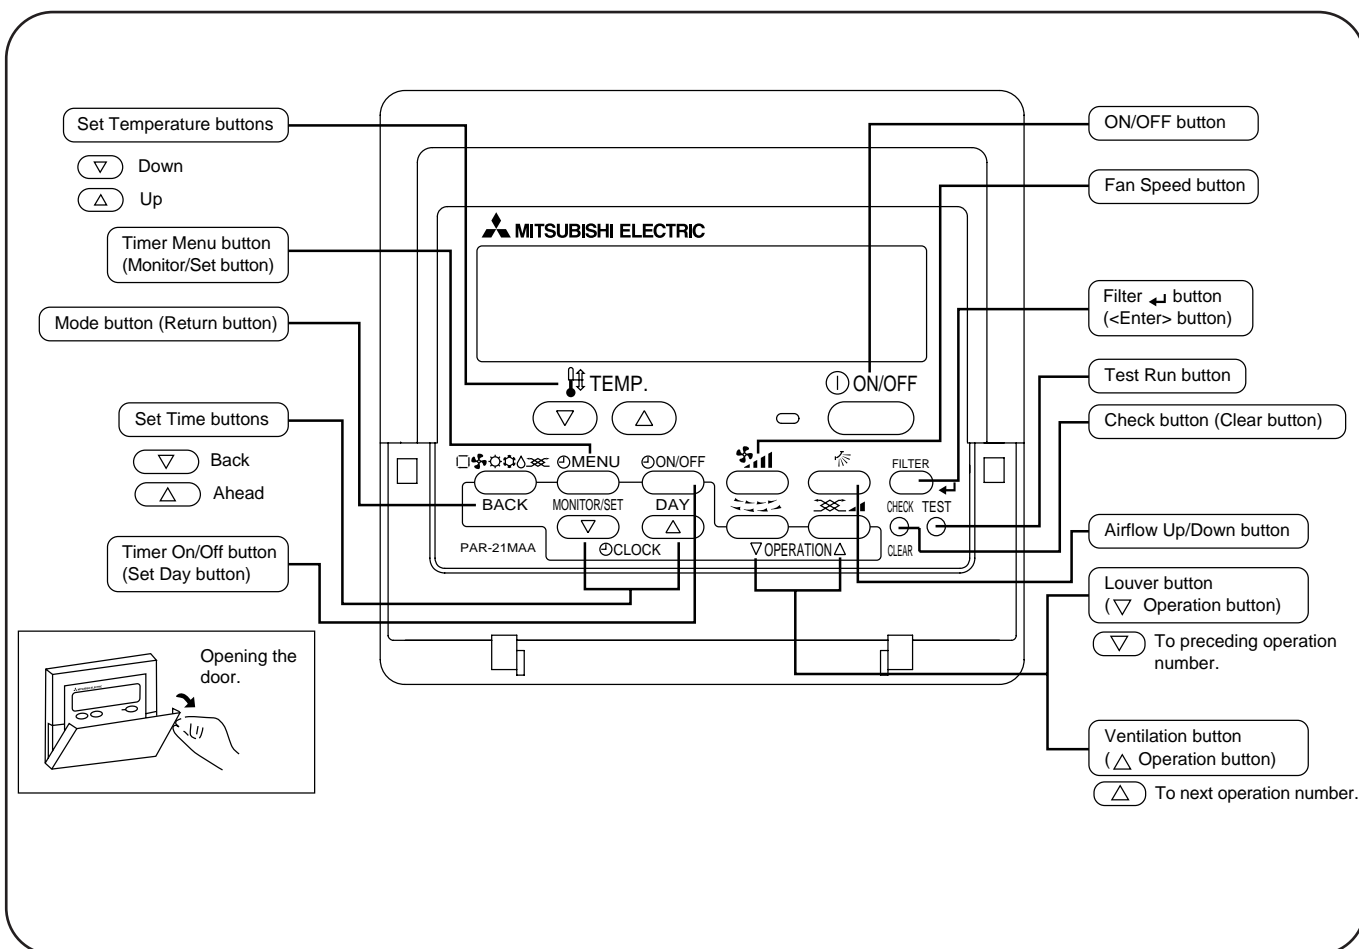 Set Temperature buttons
Down
Up
Timer Menu button
(Monitor/Set button)
Mode button (Return button)
Set Time buttons
Back
Ahead
Timer On/Off button
(Set Day button)
Opening the
door.
MITSUBISHI ELECTRIC
TEMP.
ON/OFF
MENU
ON/OFF
FILTER
BACK
MONITOR/SET
DAY
CHECK
TEST
PAR-21MAA
CLOCK
▽OPERATION△
CLEAR
ON/OFF button
Fan Speed button
Filter ↵ button
(<Enter> button)
Test Run button
Check button (Clear button)
Airflow Up/Down button
Louver button
(▽ Operation button)
▽ To preceding operation
number.
Ventilation button
(△ Operation button)
△ To next operation number.